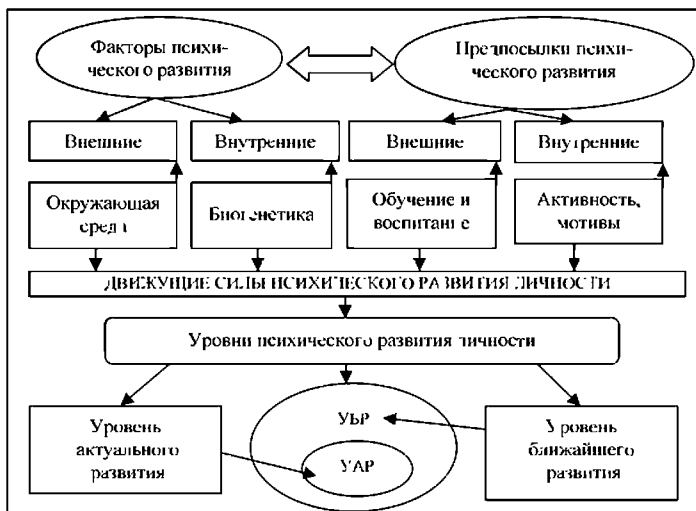 Факторы психи-
ческого развития
Предпосылки психи-
ческого развития
Внешние
Внутренние
Внешние
Внутренние
Окружающая
среда
Биогенетика
Обучение и
воспитание
Активность,
мотивы
ДВИЖУЩИЕ СИЛЫ ПСИХИЧЕСКОГО РАЗВИТИЯ ЛИЧНОСТИ
Уровни психического развития личности
Уровень
актуального
развития
УБР
УАР
Уровень
ближайшего
развития